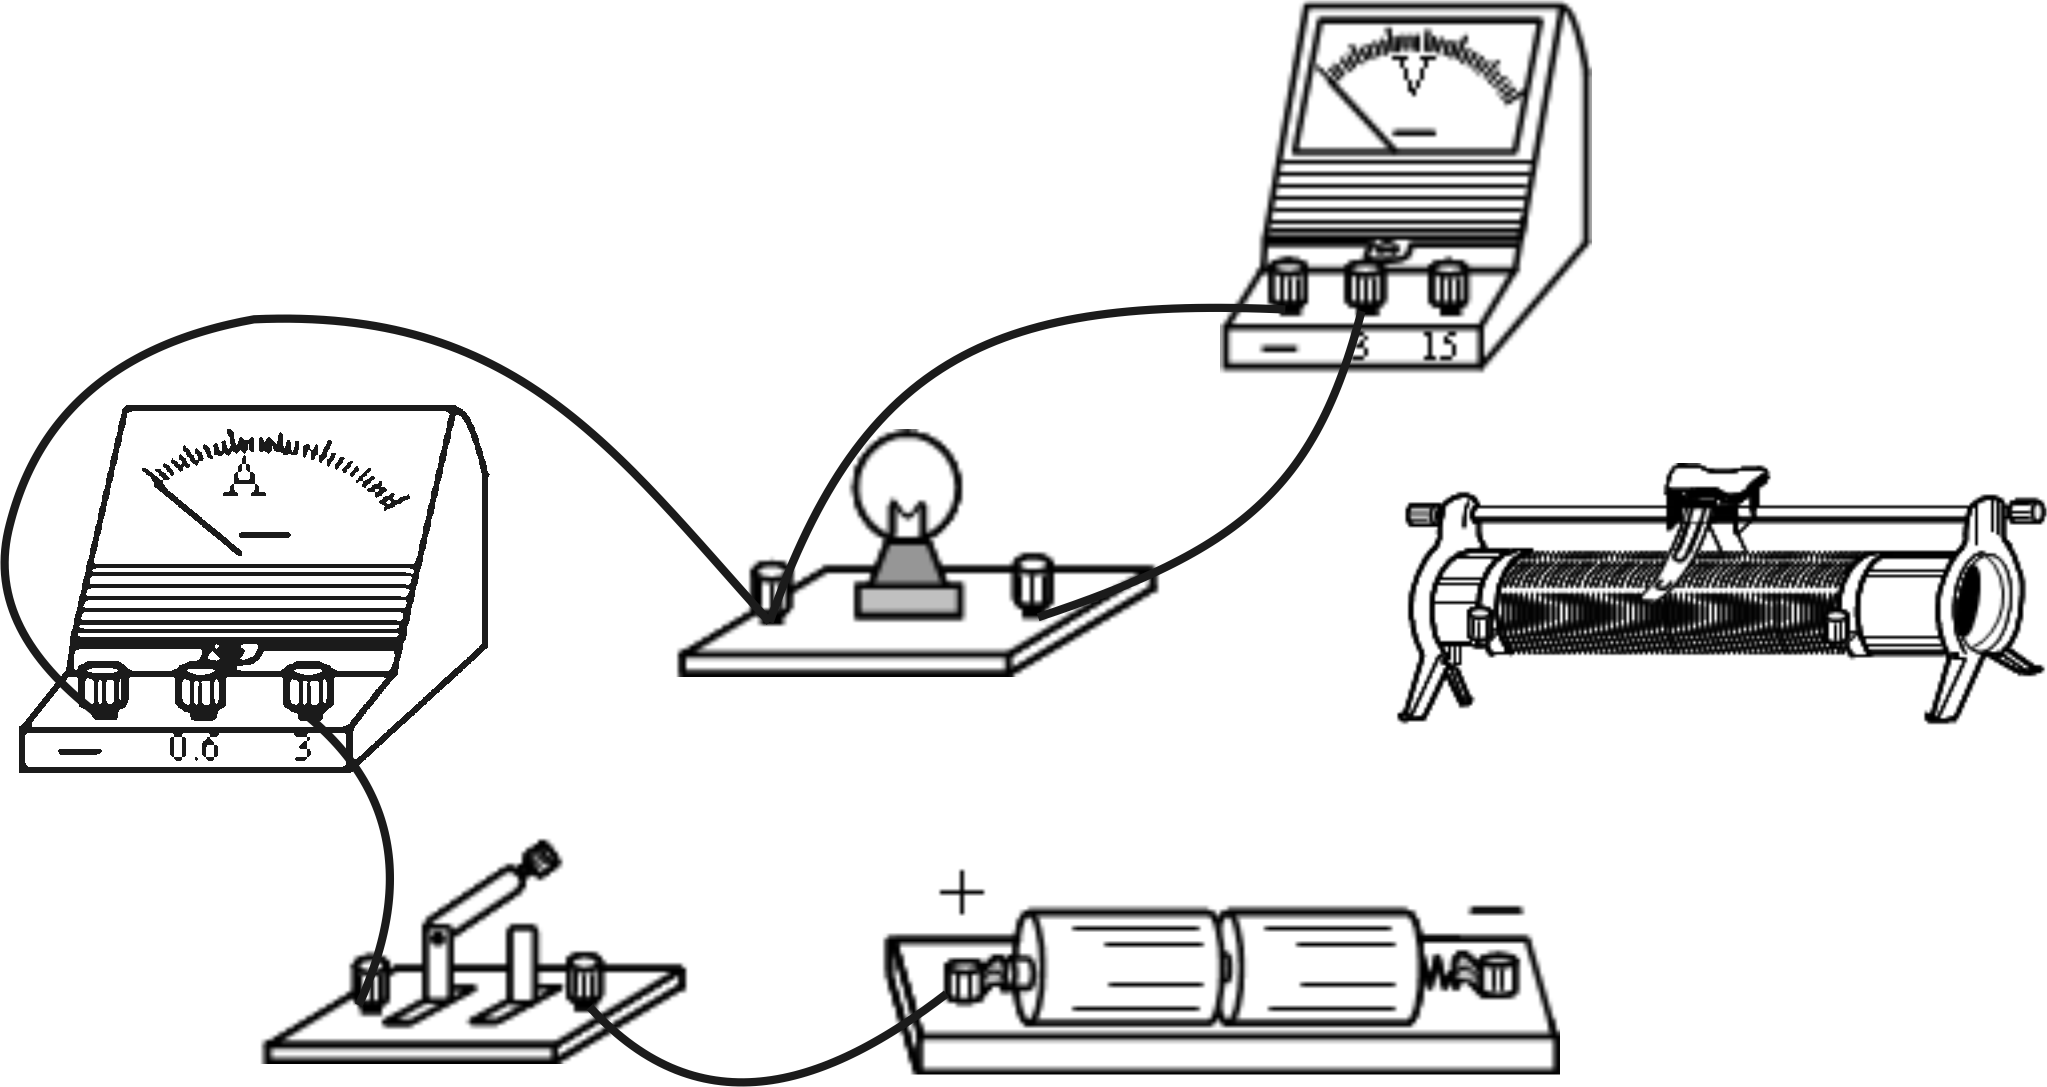 V
— 3 15
A
— 0.6 3
+ —